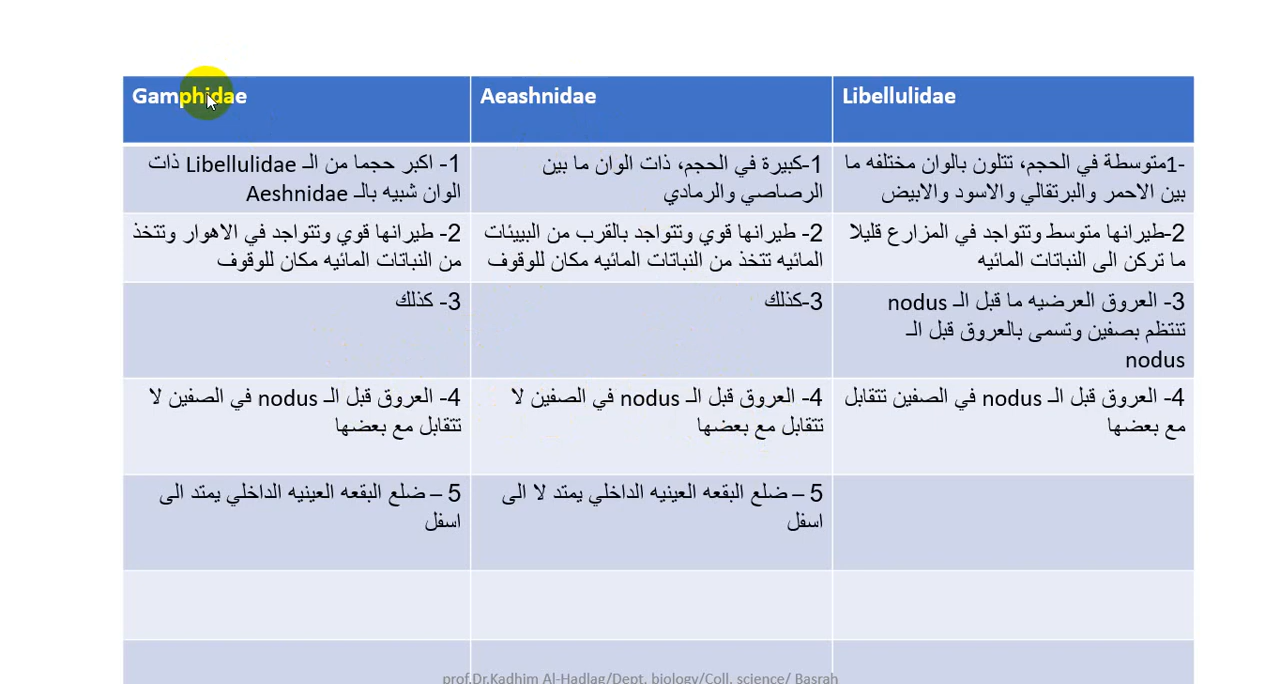 Gamphidae
Aeashnidae
Libellulidae
1- اكبر حجما من الـ Libellulidae ذات
الوان شبيه بالـ Aeshnidae
1-كبيرة في الحجم، ذات الوان ما بين
الرصاصي والرمادي
1-متوسطة في الحجم، تتلون بالوان مختلفه ما
بين الاحمر والبرتقالي والاسود والابيض
2- طيرانها قوي وتتواجد في الاهوار وتتخذ
من النباتات المائيه مكان للوقوف
2- طيرانها قوي وتتواجد بالقرب من البييئات
المائيه تتخذ من النباتات المائيه مكان للوقوف
2-طيرانها متوسط وتتواجد في المزارع قليلا
ما تركن الى النباتات المائيه
3- كذلك
3-كذلك
3- العروق العرضيه ما قبل الـ nodus
تنتظم بصفين وتسمى بالعروق قبل الـ
nodus
4- العروق قبل الـ nodus في الصفين لا
تتقابل مع بعضها
4- العروق قبل الـ nodus في الصفين لا
تتقابل مع بعضها
4- العروق قبل الـ nodus في الصفين تتقابل
مع بعضها
5 – ضلع البقعه العينيه الداخلي يمتد الى
اسفل
5 – ضلع البقعه العينيه الداخلي يمتد لا الى
اسفل
prof.Dr.Kadhim Al-Hadlag/Dept. biology/Coll. science/ Basrah